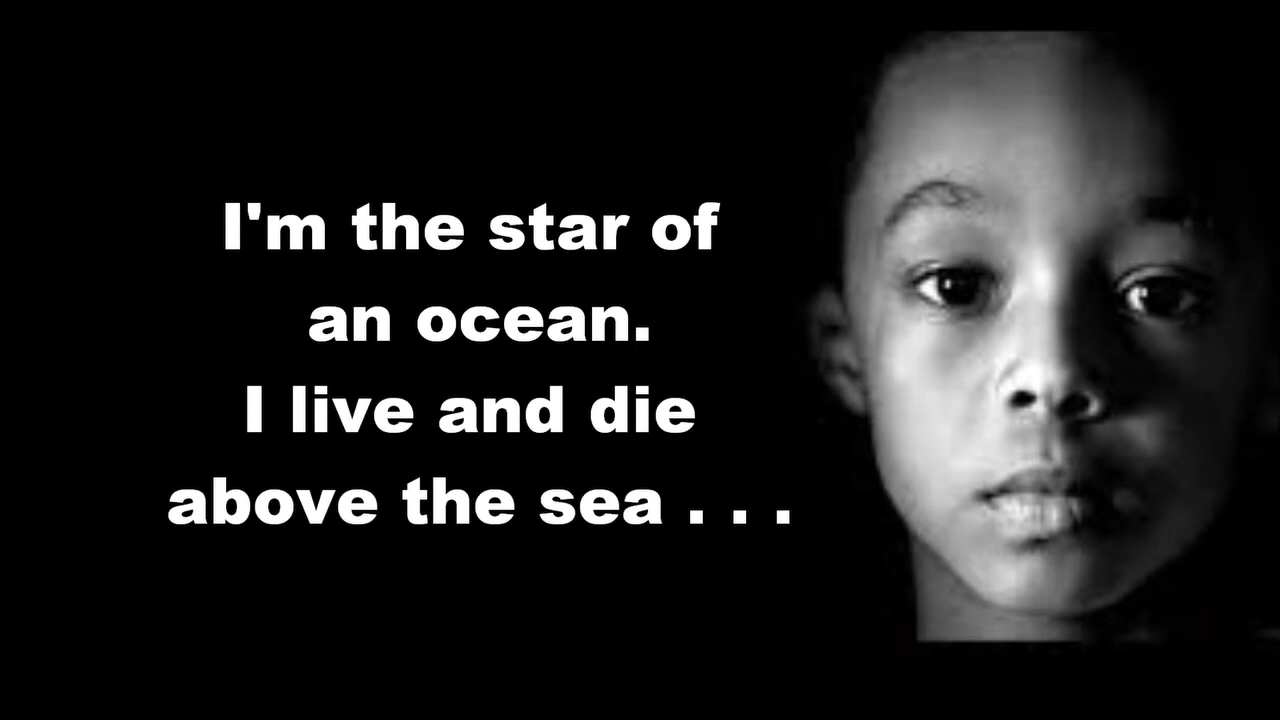 I'm the star of
an ocean.
I live and die
above the sea . . .